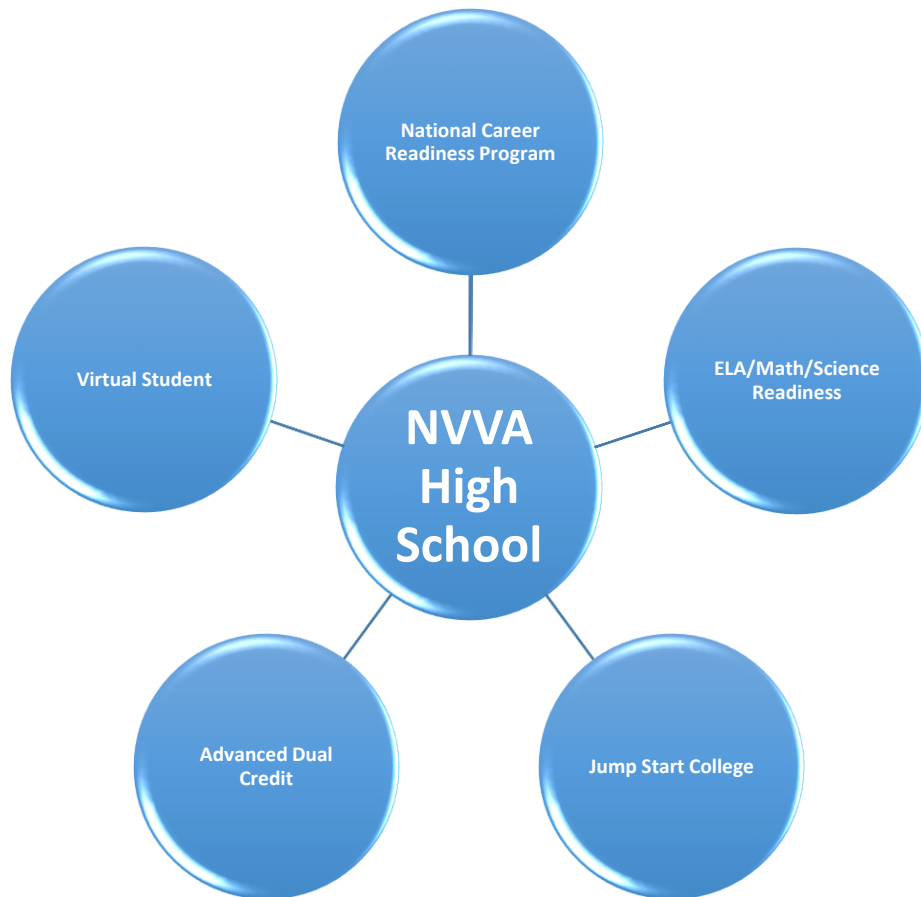 National Career
Readiness Program
ELA/Math/Science
Readiness
Virtual Student
NVVA
High
School
Advanced Dual
Credit
Jump Start College